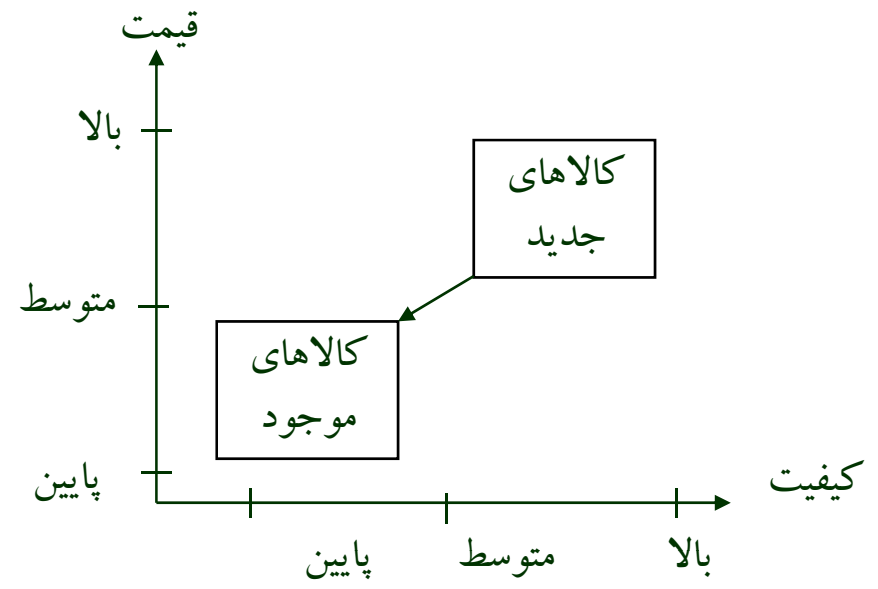 قیمت
بالا
کالاهای
جدید
متوسط
کالاهای
موجود
پایین
کیفیت
پایین
متوسط
بالا